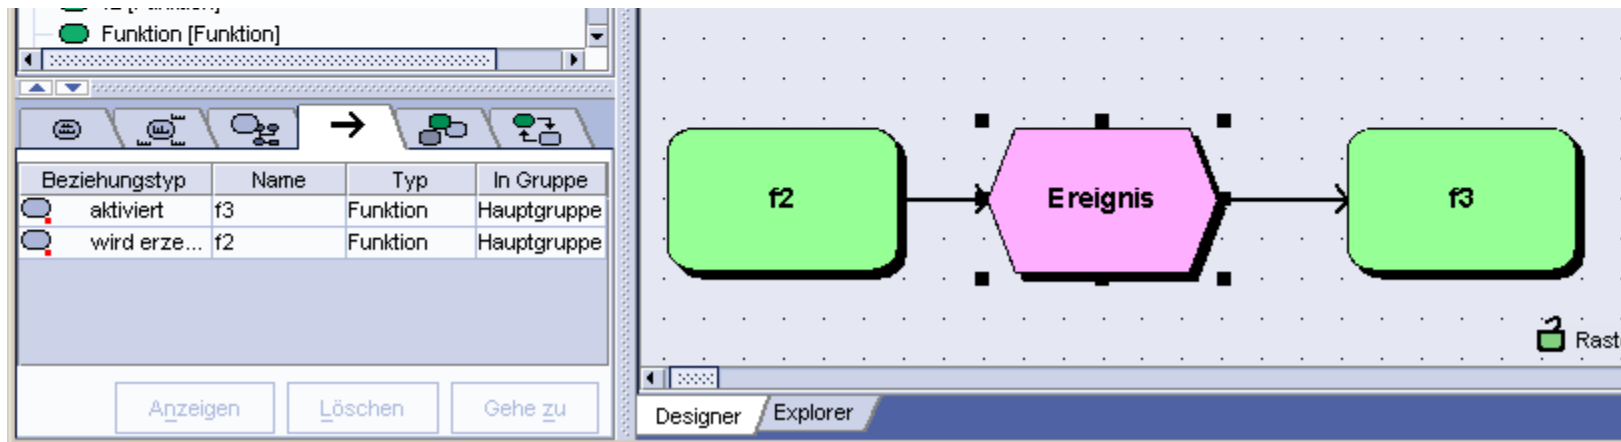 Funktion [Funktion]
Beziehungstyp Name Typ In Gruppe
aktiviert f3 Funktion Hauptgruppe
wird erze... f2 Funktion Hauptgruppe
Anzeigen Löschen Gehe zu
f2 Ereignis f3
Designer Explorer